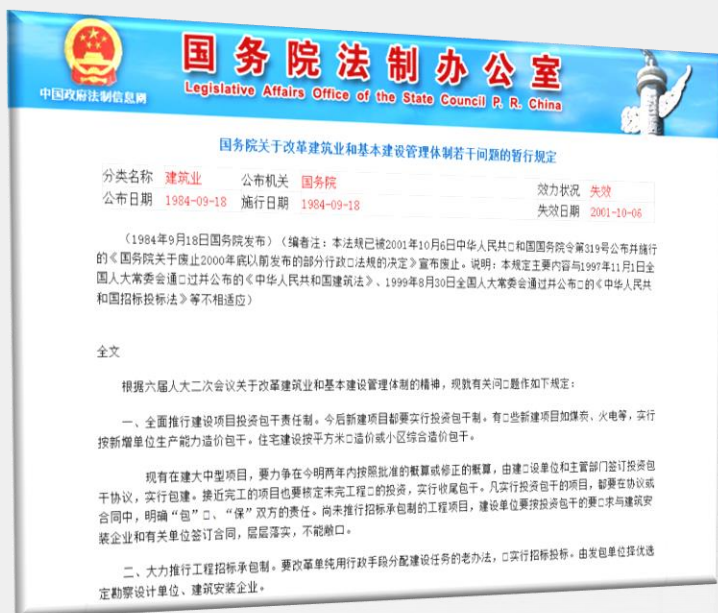 中国政府法制信息网
国务院法制办公室
Legislative Affairs Office of the State Council P. R. China
国务院关于改革建筑业和基本建设管理体制若干问题的暂行规定
分类名称 建筑业 公布机关 国务院 效力状况 失效
公布日期 1984-09-18 施行日期 1984-09-18 失效日期 2001-10-06
（1984年9月18日国务院发布）（编者注：本法规已被2001年10月6日中华人民共□和国国务院令第319号公布并施行
的《国务院关于废止2000年底以前发布的部分行政□法规的决定》宣布废止。说明：本规定主要内容与1997年11月1日全
国人大常委会通□过并公布的《中华人民共和国建筑法》、1999年8月30日全国人大常委会通过并公布□的《中华人民共
和国招标投标法》等不相适应）
全文
根据六届人大二次会议关于改革建筑业和基本建设管理体制的精神，现就有关问□题作如下规定：
一、全面推行建设项目投资包干责任制。今后新建项目都要实行投资包干制。有□些新建项目如煤炭、火电等，实行
按新增单位生产能力造价包干。住宅建设按平方米□造价或小区综合造价包干。
现有在建大中型项目，要力争在今明两年内按照批准的概算或修正的概算，由建□设单位和主管部门签订投资包
干协议，实行包建。接近完工的项目也要核定未完工程□的投资，实行收尾包干。凡实行投资包干的项目，都要在协议或
合同中，明确“包”□、“保”双方的责任。尚未推行招标承包制的工程项目，建设单位要按投资包干的要□求与建筑安
装企业和有关单位签订合同，层层落实，不能敞口。
二、大力推行工程招标承包制。要改革单纯用行政手段分配建设任务的老办法，□实行招标投标。由发包单位择优选
定勘察设计单位、建筑安装企业。